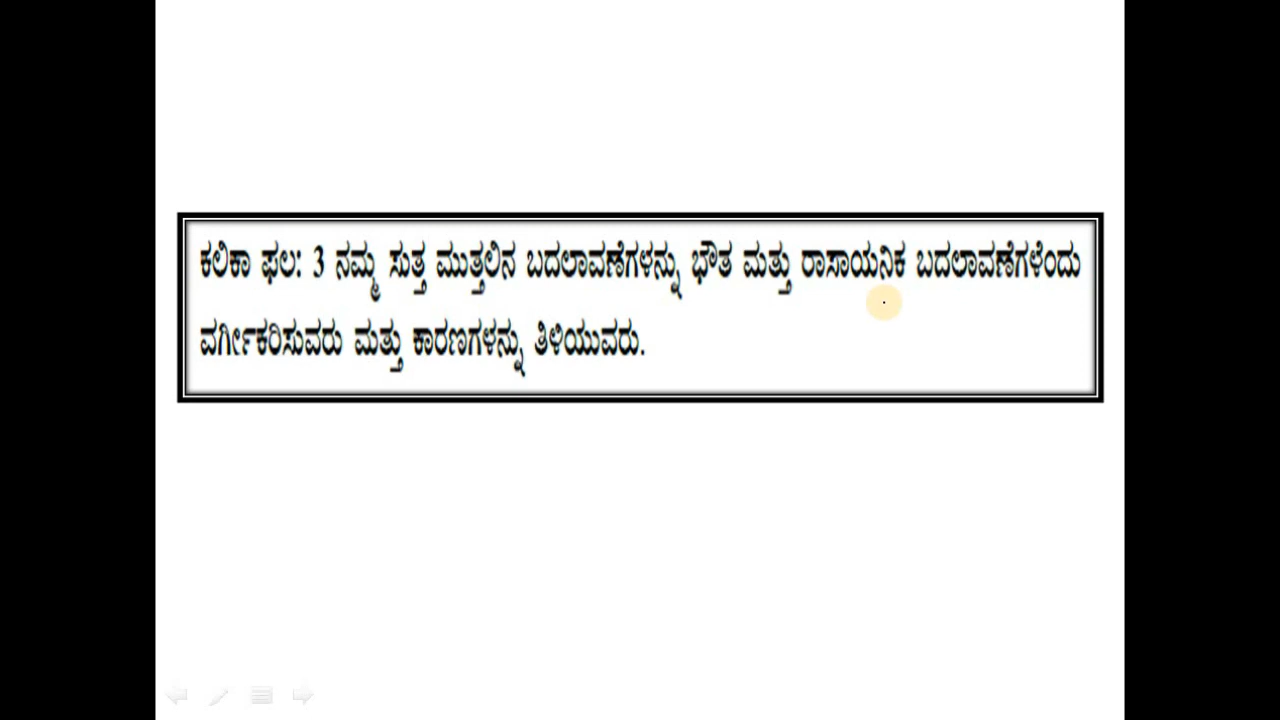 ಕಲಿಕಾ ಫಲ: 3 ನಮ್ಮ ಸುತ್ತ ಮುತ್ತಲಿನ ಬದಲಾವಣೆಗಳನ್ನು ಭೌತ ಮತ್ತು ರಾಸಾಯನಿಕ ಬದಲಾವಣೆಗಳೆಂದು
ವರ್ಗೀಕರಿಸುವರು ಮತ್ತು ಕಾರಣಗಳನ್ನು ತಿಳಿಯುವರು.